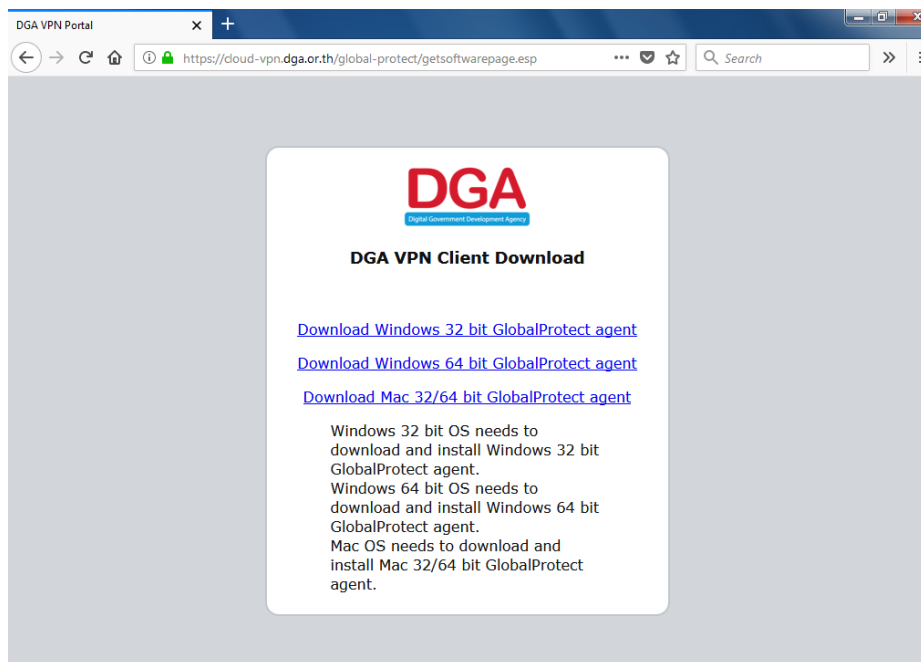 DGA VPN Portal
https://cloud-vpn.dga.or.th/global-protect/getsoftwarepage.esp
Search
DGA
Digital Government Development Agency
DGA VPN Client Download
Download Windows 32 bit GlobalProtect agent
Download Windows 64 bit GlobalProtect agent
Download Mac 32/64 bit GlobalProtect agent
Windows 32 bit OS needs to
download and install Windows 32 bit
GlobalProtect agent.
Windows 64 bit OS needs to
download and install Windows 64 bit
GlobalProtect agent.
Mac OS needs to download and
install Mac 32/64 bit GlobalProtect
agent.